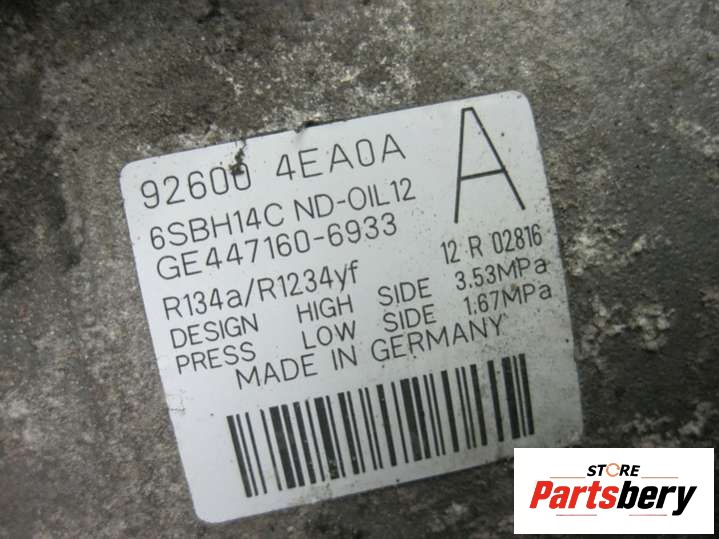 92600 4EA0A
A
6SBH14C ND-OIL12
GE447160-6933
12 R 02816
R134a/R1234yf
DESIGN HIGH SIDE 3.53MPa
PRESS LOW SIDE 1.67MPa
MADE IN GERMANY
STORE
Partsbery